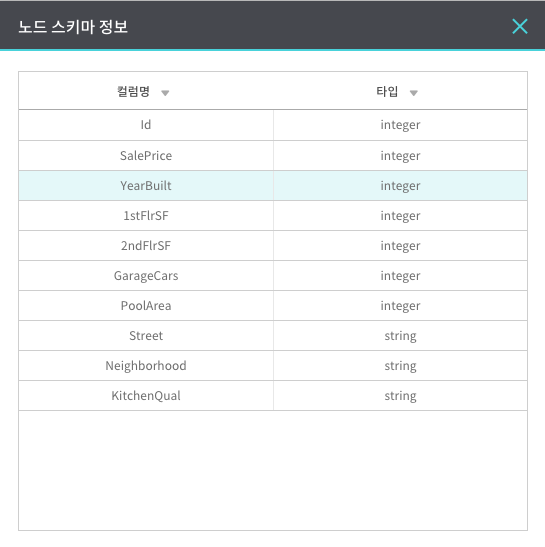 노드 스키마 정보
컬럼명 타입
Id integer
SalePrice integer
YearBuilt integer
1stFlrSF integer
2ndFlrSF integer
GarageCars integer
PoolArea integer
Street string
Neighborhood string
KitchenQual string